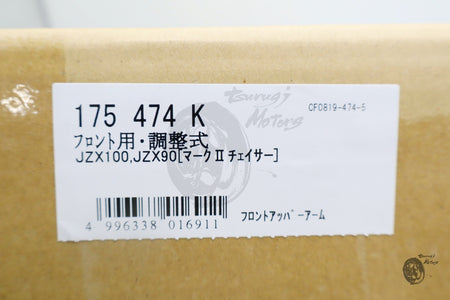 Tsurugi
Motors
175 474 K
CF0819-474-5
フロント用・調整式
JZX100,JZX90[マークⅡチェイサー]
4 996338 016911
フロントアッパーアーム
Tsurugi
Motors